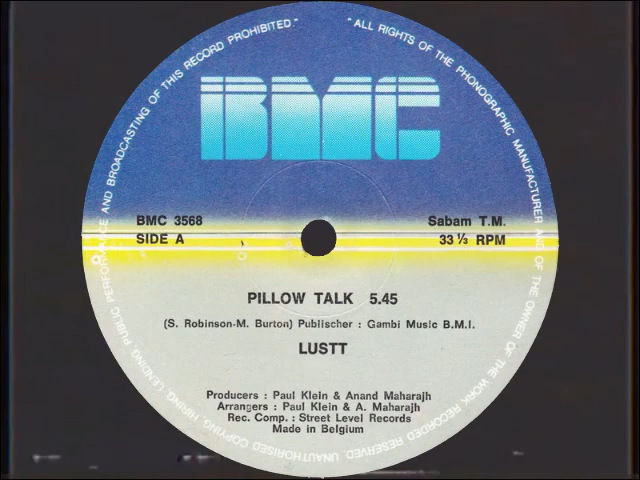 "ALL RIGHTS OF THE PHONOGRAPHIC MANUFACTURER AND OF THE OWNER OF THE WORK RECORDED RESERVED. UNAUTHORISED COPYING, HIRING, LENDING, PUBLIC PERFORMANCE AND BROADCASTING OF THIS RECORD PROHIBITED."
BMC
BMC 3568 Sabam T.M.
SIDE A 33⅓ RPM
PILLOW TALK 5.45
(S. Robinson-M. Burton) Publischer : Gambi Music B.M.I.
LUSTT
Producers : Paul Klein & Anand Maharajh
Arrangers : Paul Klein & A. Maharajh
Rec. Comp. : Street Level Records
Made in Belgium